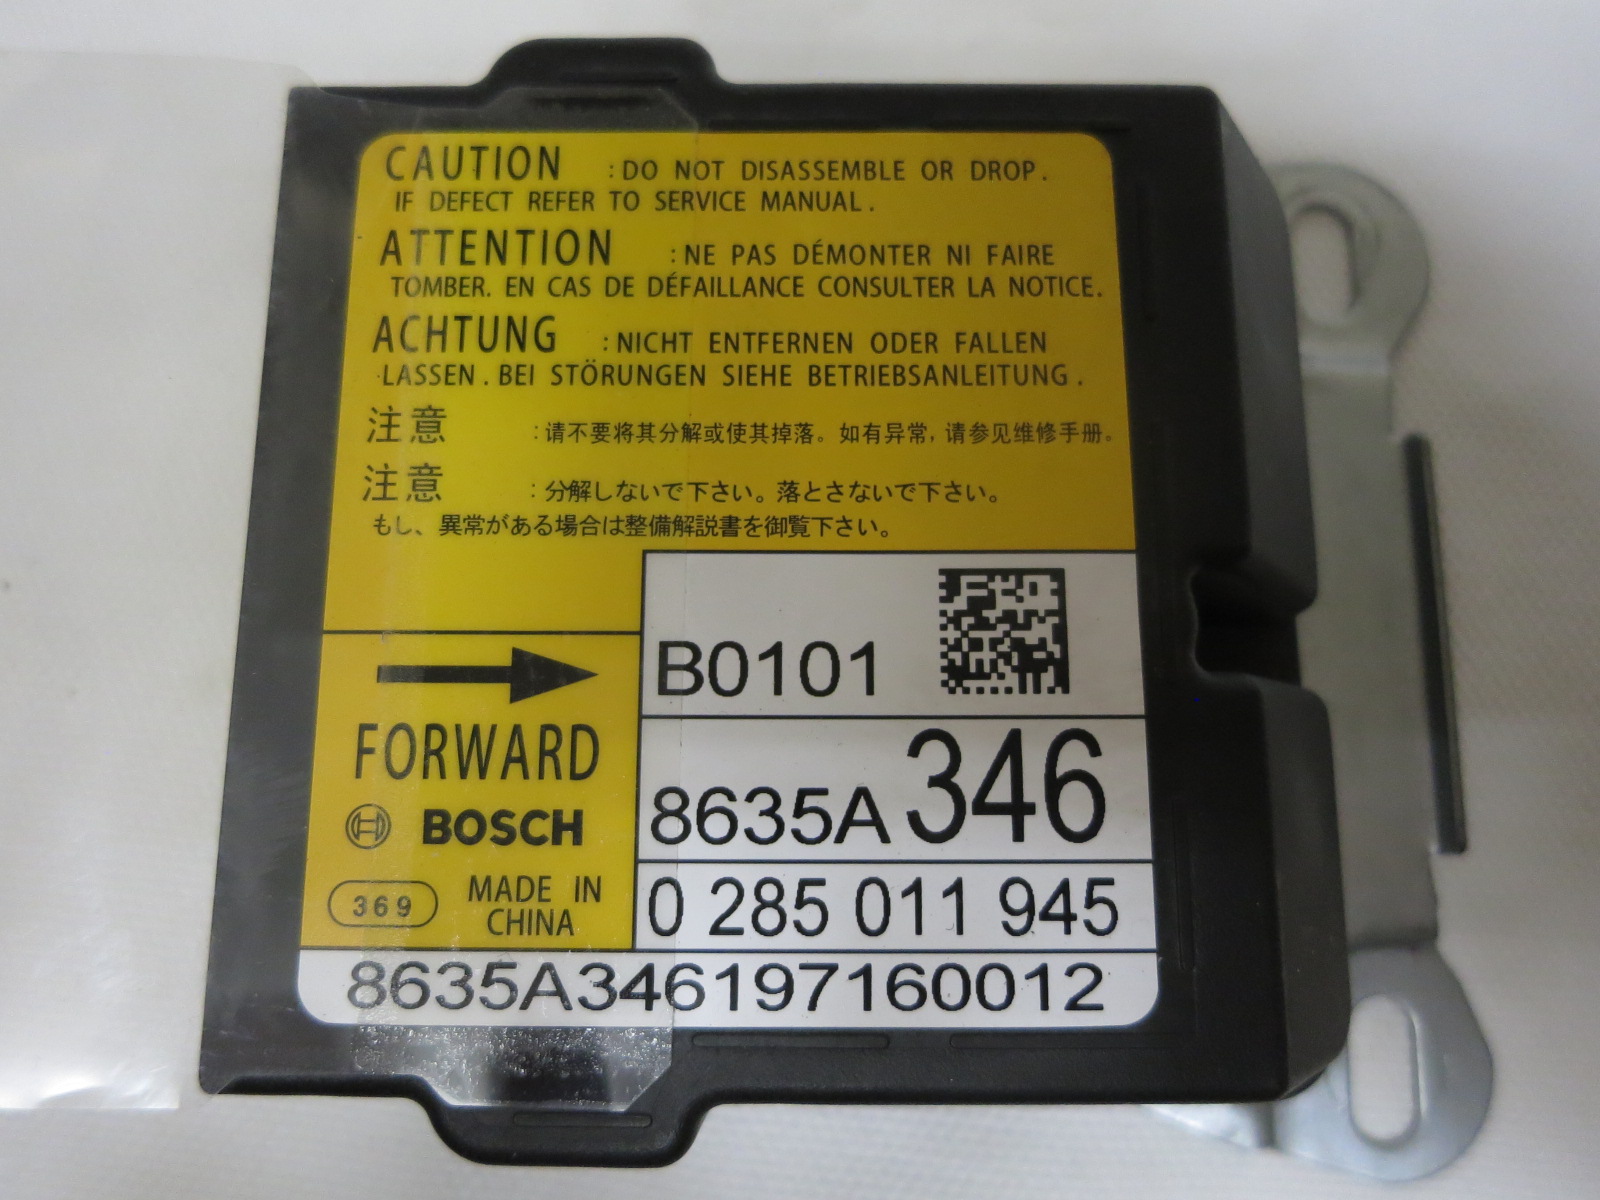 CAUTION :DO NOT DISASSEMBLE OR DROP.
IF DEFECT REFER TO SERVICE MANUAL.
ATTENTION :NE PAS DÉMONTER NI FAIRE
TOMBER. EN CAS DE DÉFAILLANCE CONSULTER LA NOTICE.
ACHTUNG :NICHT ENTFERNEN ODER FALLEN
LASSEN. BEI STÖRUNGEN SIEHE BETRIEBSANLEITUNG.
注意 :请不要将其分解或使其掉落。如有异常,请参见维修手册。
注意 :分解しないで下さい。落とさないで下さい。
もし、異常がある場合は整備解説書を御覧下さい。
B0101
FORWARD
8635A346
BOSCH
369 MADE IN
CHINA
0 285 011 945
8635A346197160012